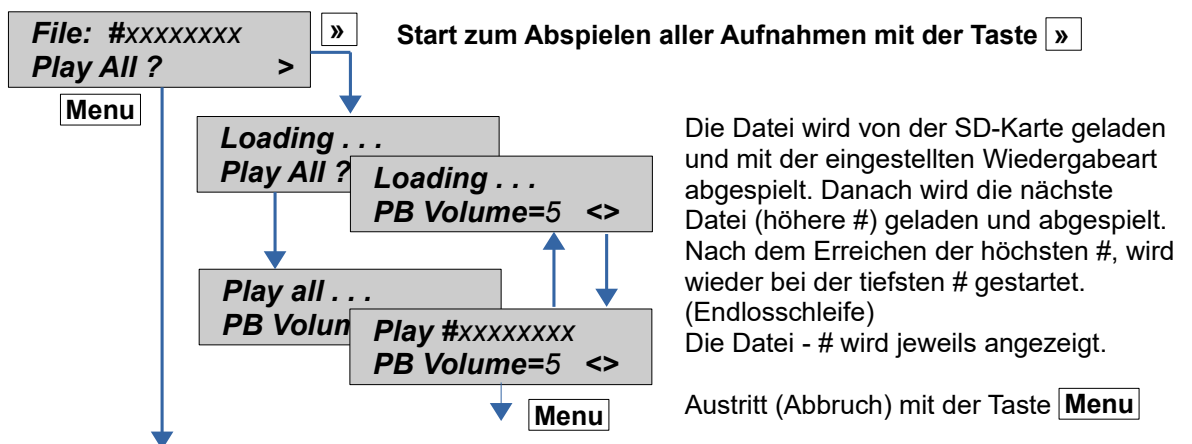 File: #xxxxxxxx
Play All ? >
»
Start zum Abspielen aller Aufnahmen mit der Taste »
Menu
Loading . . .
Play All ?
Loading . . .
PB Volume=5 <>
Play all . . .
PB
Play #xxxxxxxx
PB Volume=5 <>
Menu
Die Datei wird von der SD-Karte geladen
und mit der eingestellten Wiedergabeart
abgespielt. Danach wird die nächste
Datei (höhere #) geladen und abgespielt.
Nach dem Erreichen der höchsten #, wird
wieder bei der tiefsten # gestartet.
(Endlosschleife)
Die Datei - # wird jeweils angezeigt.
Austritt (Abbruch) mit der Taste Menu